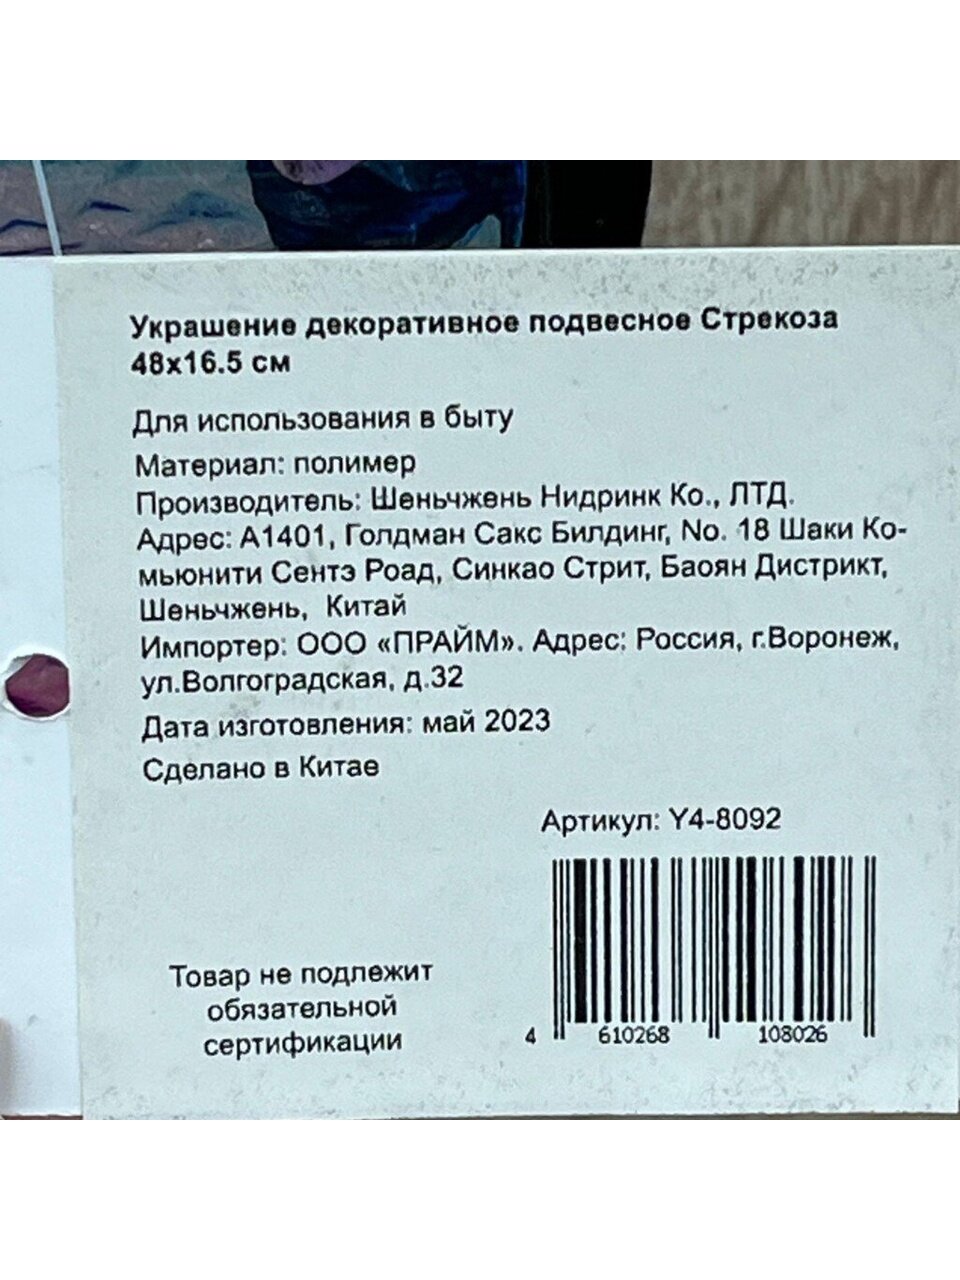 Украшение декоративное подвесное Стрекоза
48x16.5 см
Для использования в быту
Материал: полимер
Производитель: Шеньчжень Нидринк Ко., ЛТД.
Адрес: А1401, Голдман Сакс Билдинг, No. 18 Шаки Ко-
мьюнити Сентэ Роад, Синкао Стрит, Баоян Дистрикт,
Шеньчжень, Китай
Импортер: ООО «ПРАЙМ». Адрес: Россия, г.Воронеж,
ул.Волгоградская, д.32
Дата изготовления: май 2023
Сделано в Китае
Артикул: Y4-8092
Товар не подлежит
обязательной
сертификации
4 610268 108026